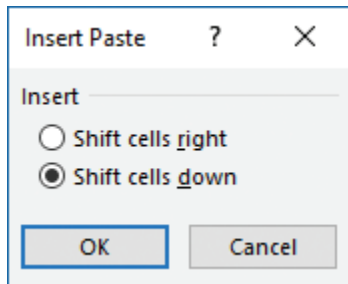 Insert Paste ?
Insert
Shift cells right
Shift cells down
OK Cancel